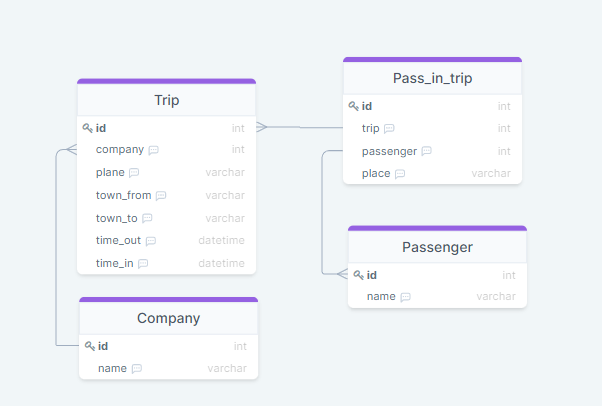 Trip
id int
company int
plane varchar
town_from varchar
town_to varchar
time_out datetime
time_in datetime
Company
id int
name varchar
Pass_in_trip
id int
trip int
passenger int
place varchar
Passenger
id int
name varchar